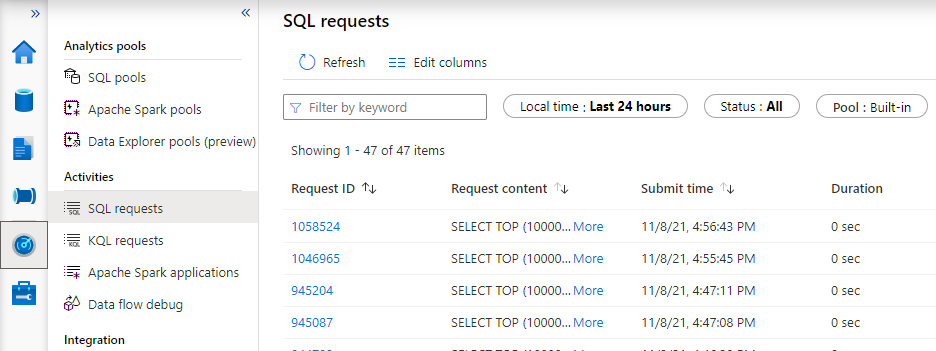 SQL requests
Analytics pools
SQL pools
Apache Spark pools
Data Explorer pools (preview)
Activities
SQL requests
KQL requests
Apache Spark applications
Data flow debug
Integration
Refresh
Edit columns
Filter by keyword
Local time : Last 24 hours
Status : All
Pool : Built-in
Showing 1 - 47 of 47 items
Request ID Request content Submit time Duration
1058524 SELECT TOP (10000... More 11/8/21, 4:56:43 PM 0 sec
1046965 SELECT TOP (10000... More 11/8/21, 4:55:45 PM 0 sec
945204 SELECT TOP (10000... More 11/8/21, 4:47:11 PM 0 sec
945087 SELECT TOP (10000... More 11/8/21, 4:47:08 PM 0 sec